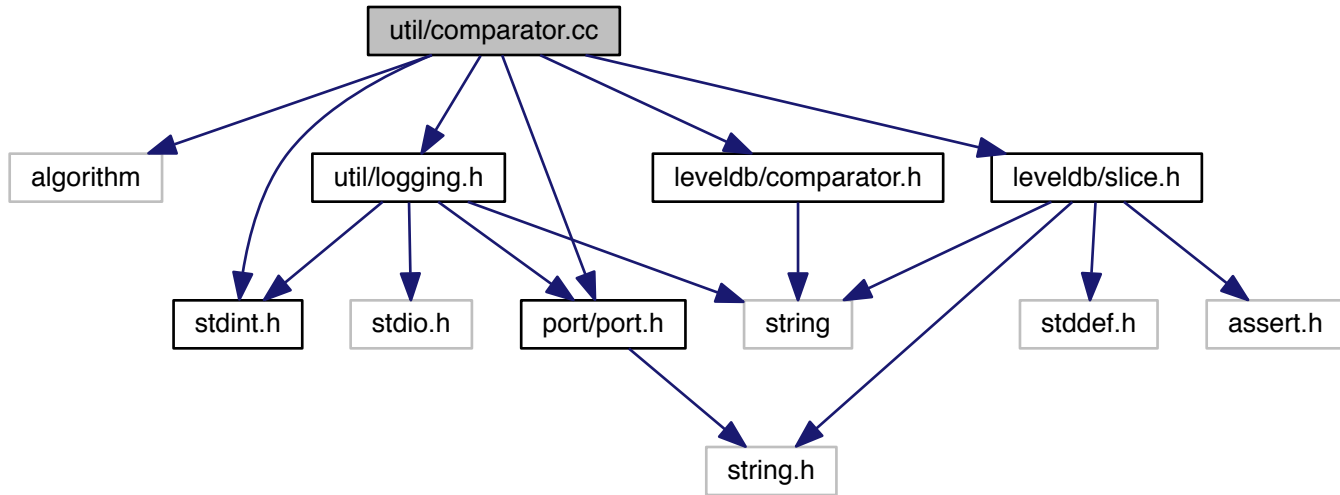 util/comparator.cc
algorithm
util/logging.h
leveldb/comparator.h
leveldb/slice.h
stdint.h
stdio.h
port/port.h
string
stddef.h
assert.h
string.h